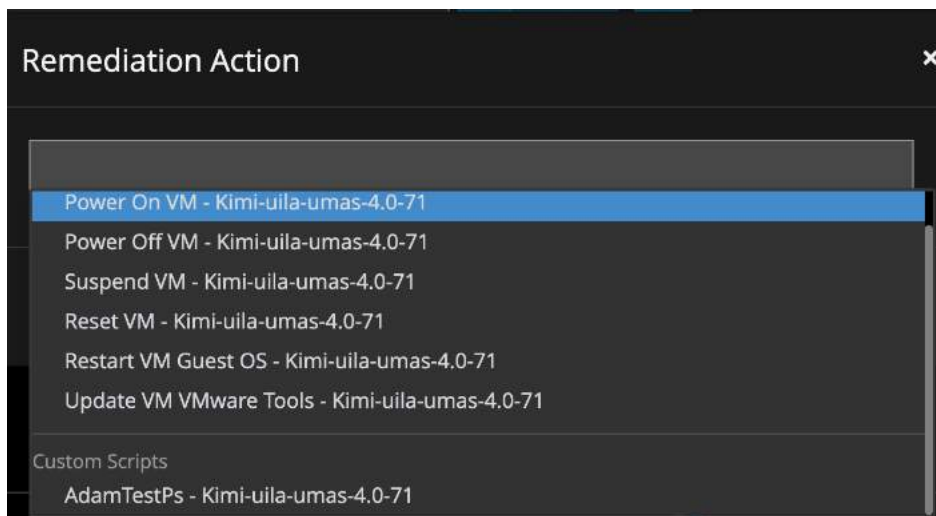 Remediation Action
Power On VM - Kimi-uila-umas-4.0-71
Power Off VM - Kimi-uila-umas-4.0-71
Suspend VM - Kimi-uila-umas-4.0-71
Reset VM - Kimi-uila-umas-4.0-71
Restart VM Guest OS - Kimi-uila-umas-4.0-71
Update VM VMware Tools - Kimi-uila-umas-4.0-71
Custom Scripts
AdamTestPs - Kimi-uila-umas-4.0-71